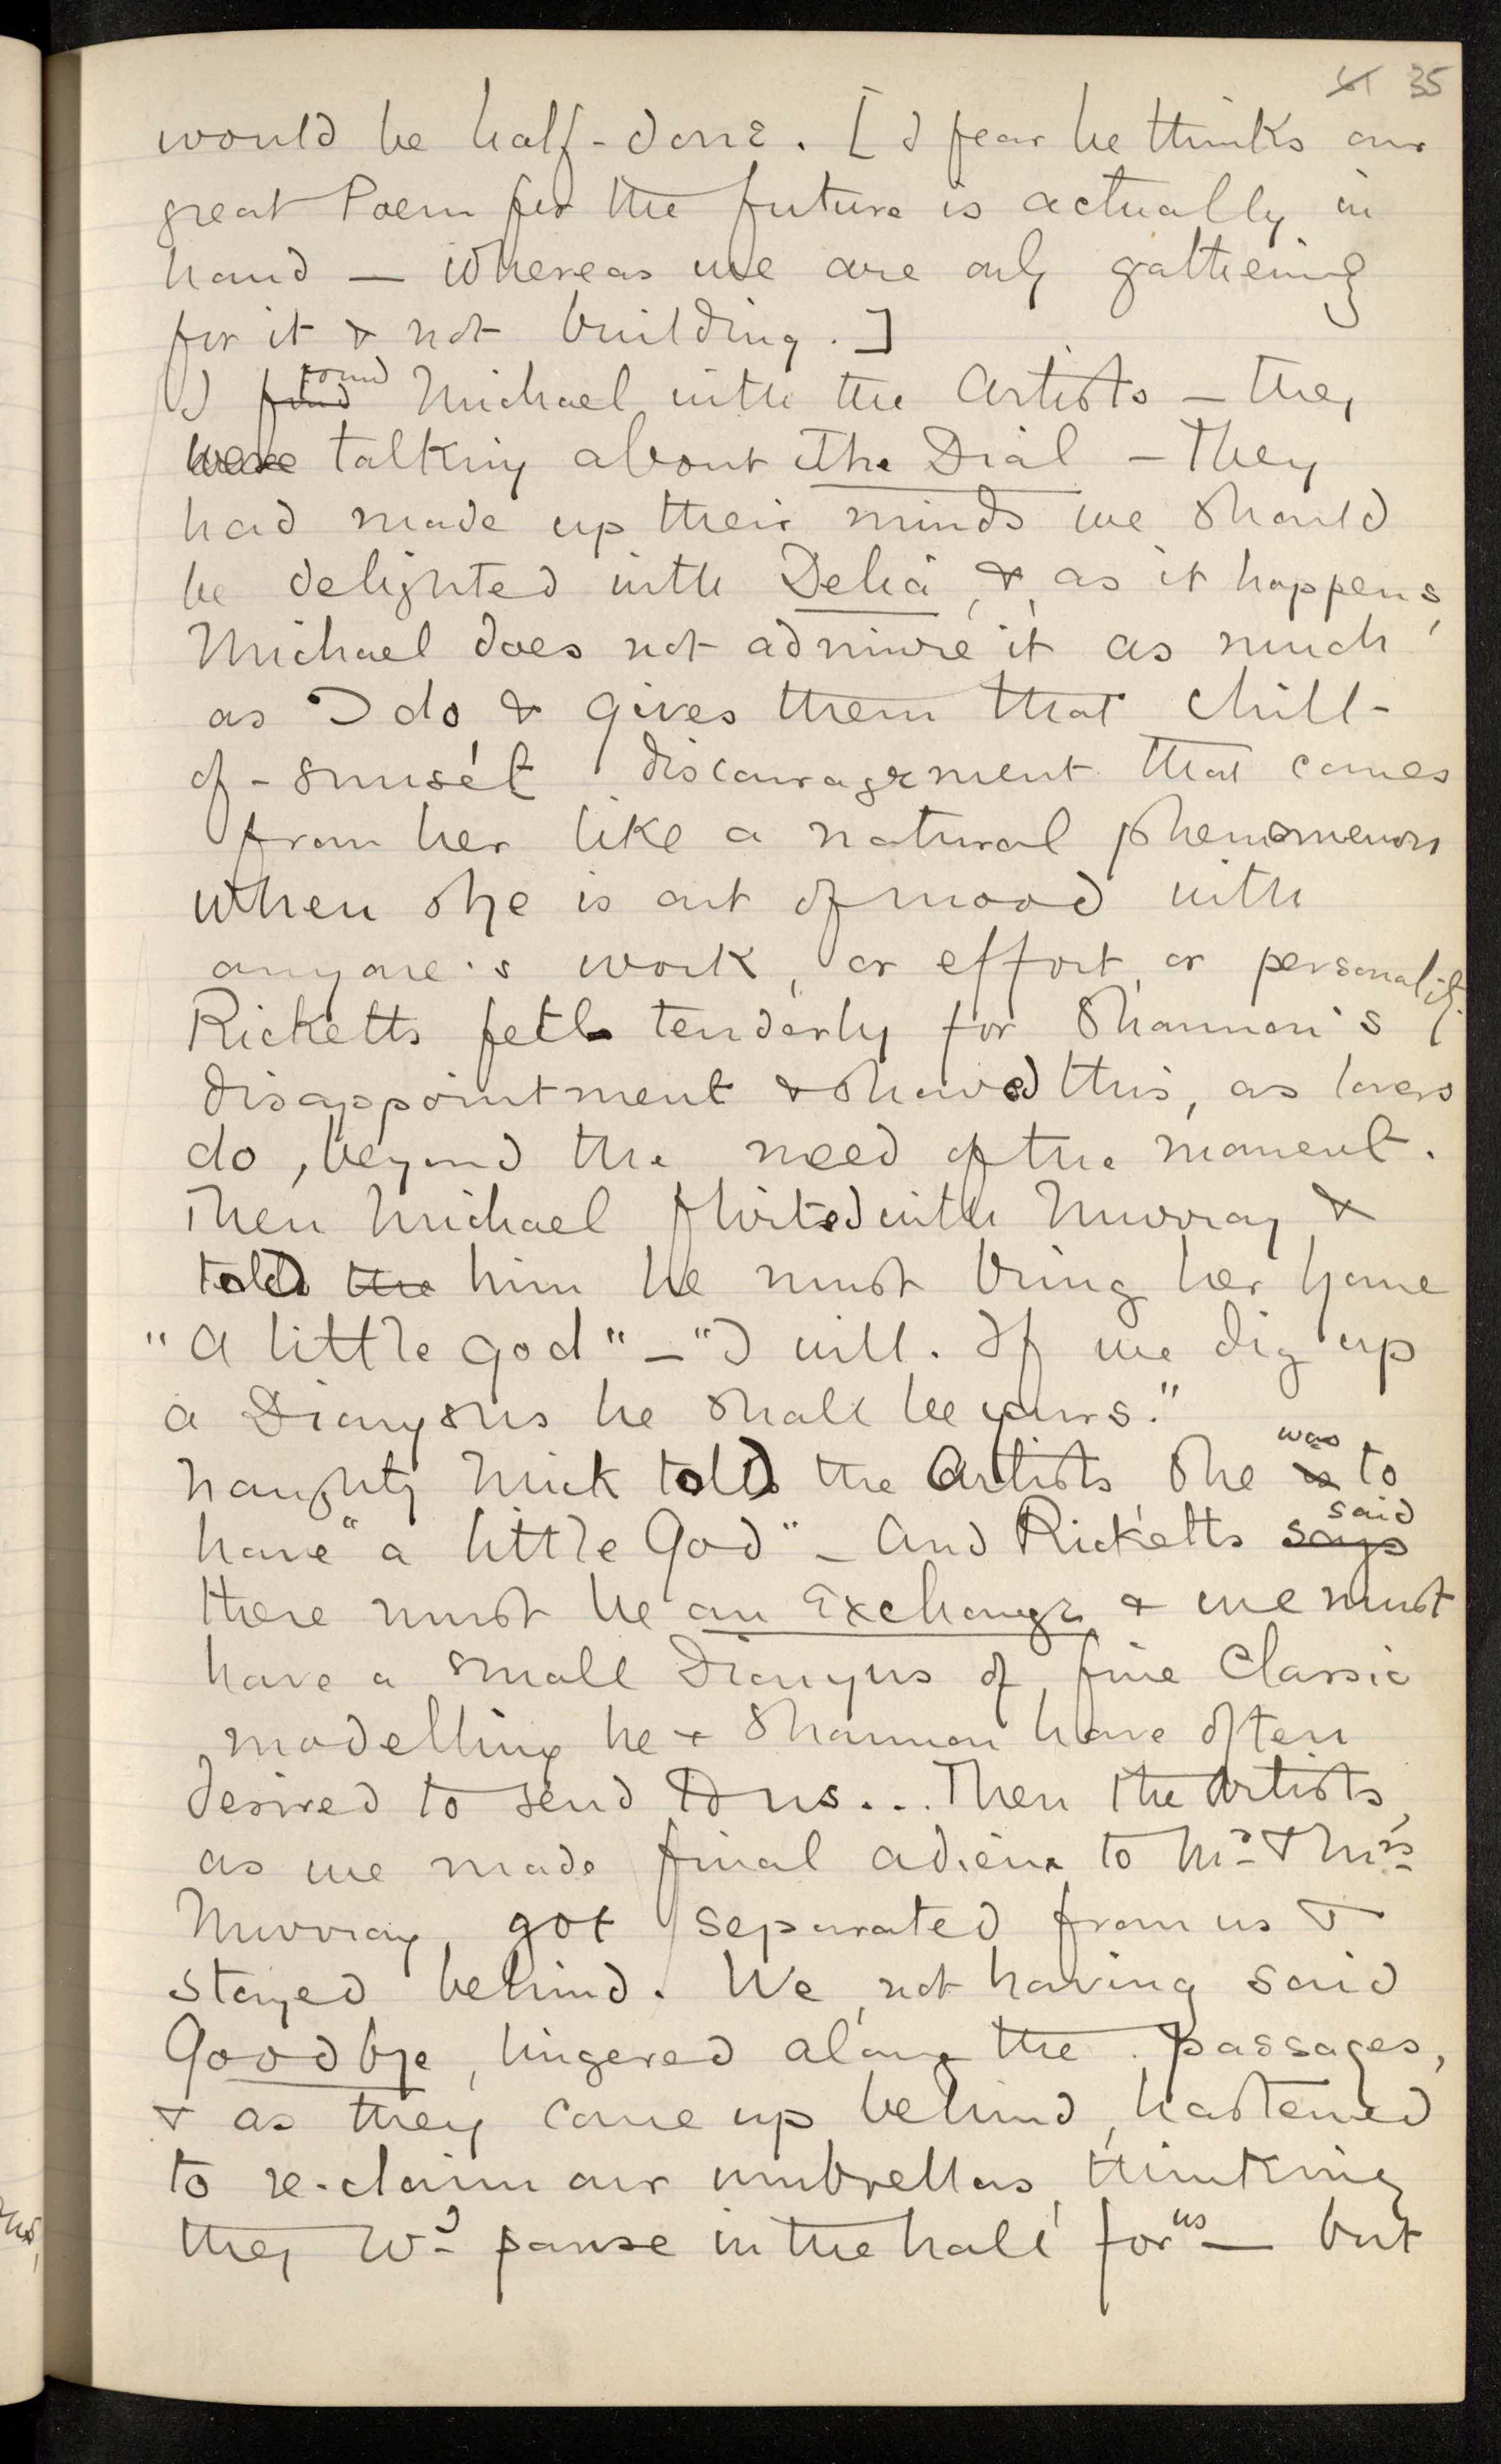 35
would be half-done. [I fear he thinks our
great Poem for the future is actually in
hand — Whereas we are only gathering
for it & not building.]
I find found Michael with the Artists — they
were talking about The Dial — They
had made up their minds we should
be delighted with Delia, &, as it happens,
Michael does not admire it as much
as I do, & gives them that chill-
of-sunset discouragement that comes
from her like a natural phenomenon
when she is out of mood with
anyone's work, or effort, or personality.
Ricketts felt tenderly for Shannon's
disappointment & showed this, as lovers
do, beyond the need of the moment.
Then Michael flirted with Murray &
told the him he must bring her home
"a little god" — "I will. If we dig up
a Dionysus he shall be yours."
Naughty Mick told the Artists she is was to
have "a little God" — And Ricketts says said
there must be an Exchange & we must
have a small Dionyus of fine Classic
modelling he & Shannon have often
desired to send to us... Then the Artists,
as we made final adieux to Mr & Mrs
Murray, got separated from us &
stayed behind. We, not having said
Goodbye, lingered along the passages,
& as they came up behind, hastened
to re-claim our umbrellas, thinking
they wd pause in the hall for us — but